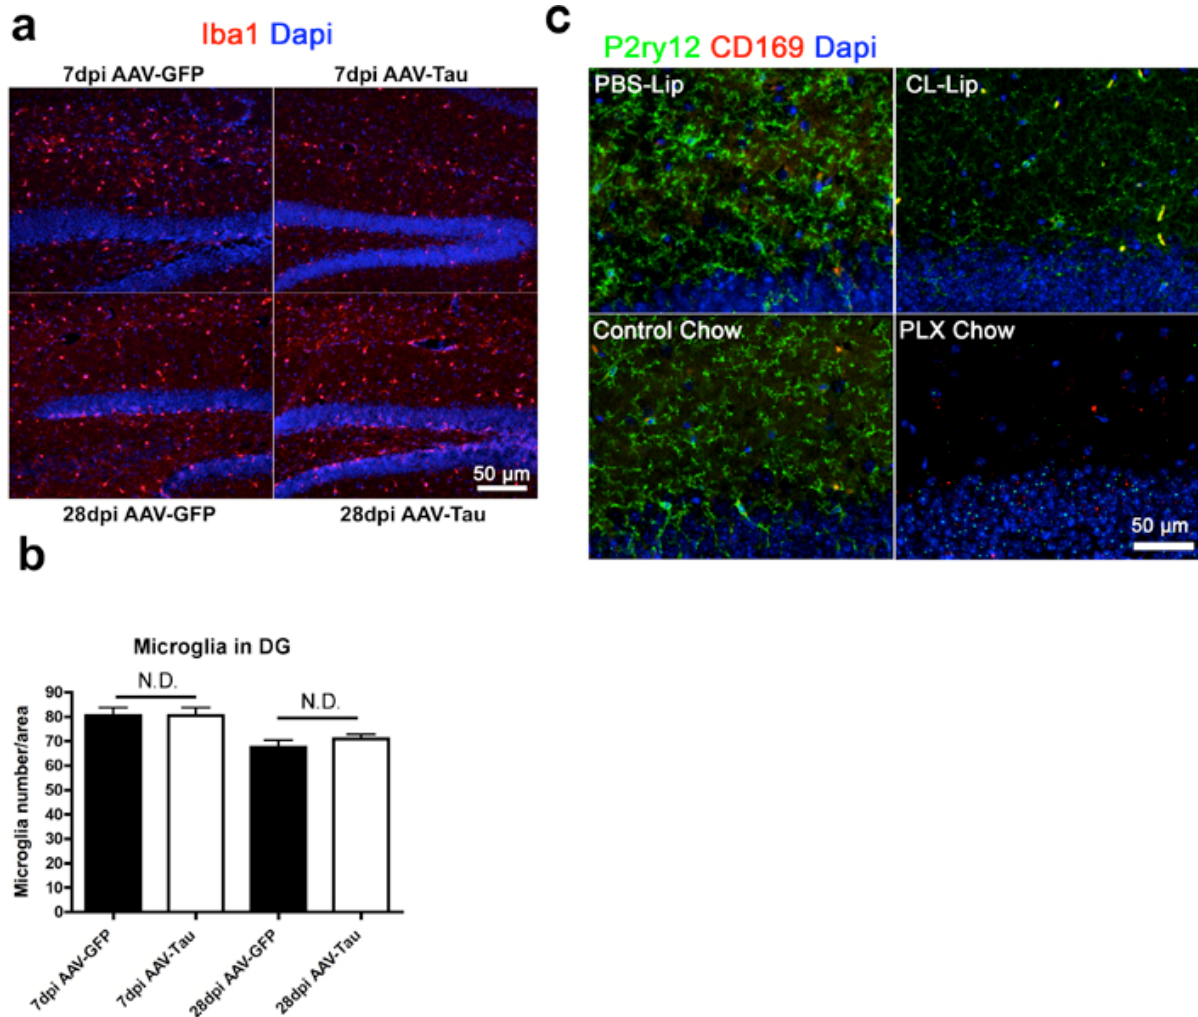 a
Iba1 Dapi
7dpi AAV-GFP 7dpi AAV-Tau
50 µm
28dpi AAV-GFP 28dpi AAV-Tau
b
Microglia in DG
N.D.
N.D.
Microglia number/area
90
80
70
60
50
40
30
20
10
0
7dpi AAV-GFP
7dpi AAV-Tau
28dpi AAV-GFP
28dpi AAV-Tau
c
P2ry12 CD169 Dapi
PBS-Lip CL-Lip
Control Chow PLX Chow
50 µm